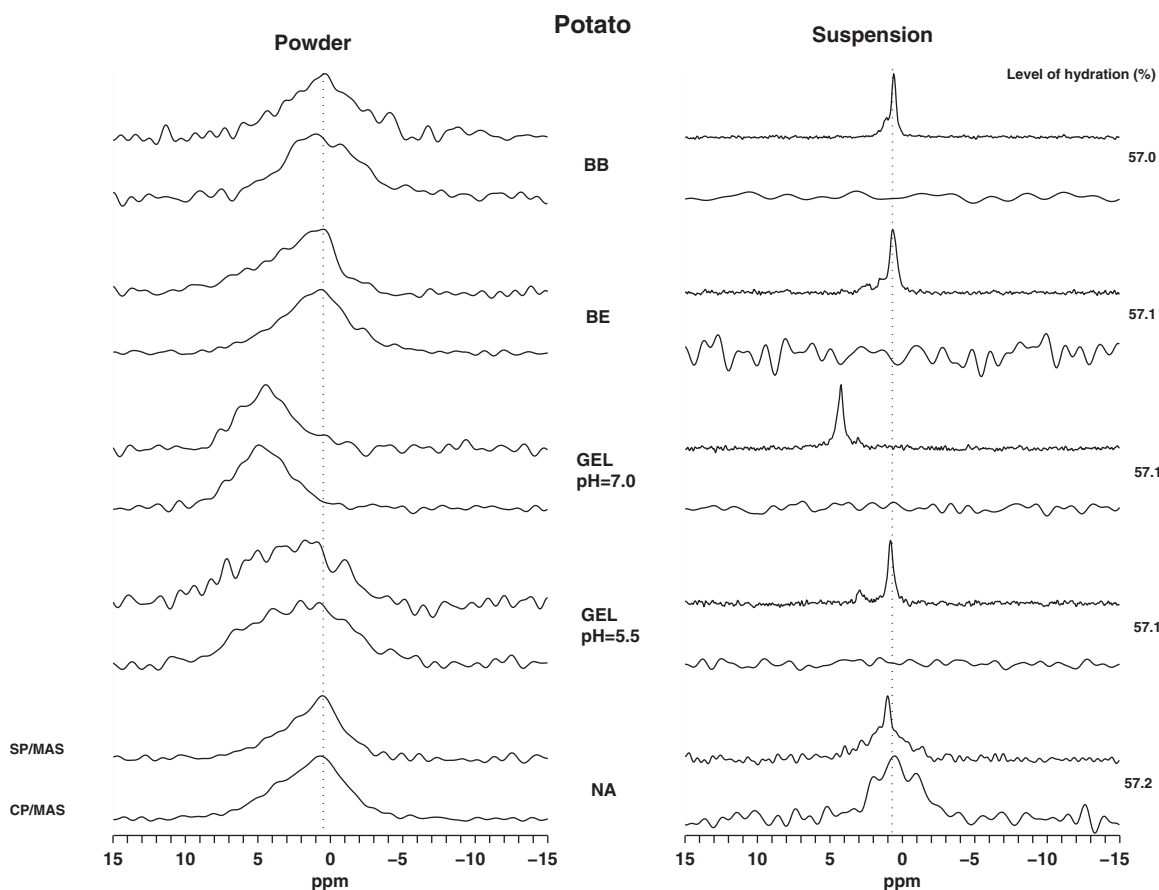 Potato
Powder
Suspension
Level of hydration (%)
BB
57.0
BE
57.1
GEL
pH=7.0
57.1
GEL
pH=5.5
57.1
SP/MAS
NA
57.2
CP/MAS
15 10 5 0 −5 −10 −15
ppm
15 10 5 0 −5 −10 −15
ppm